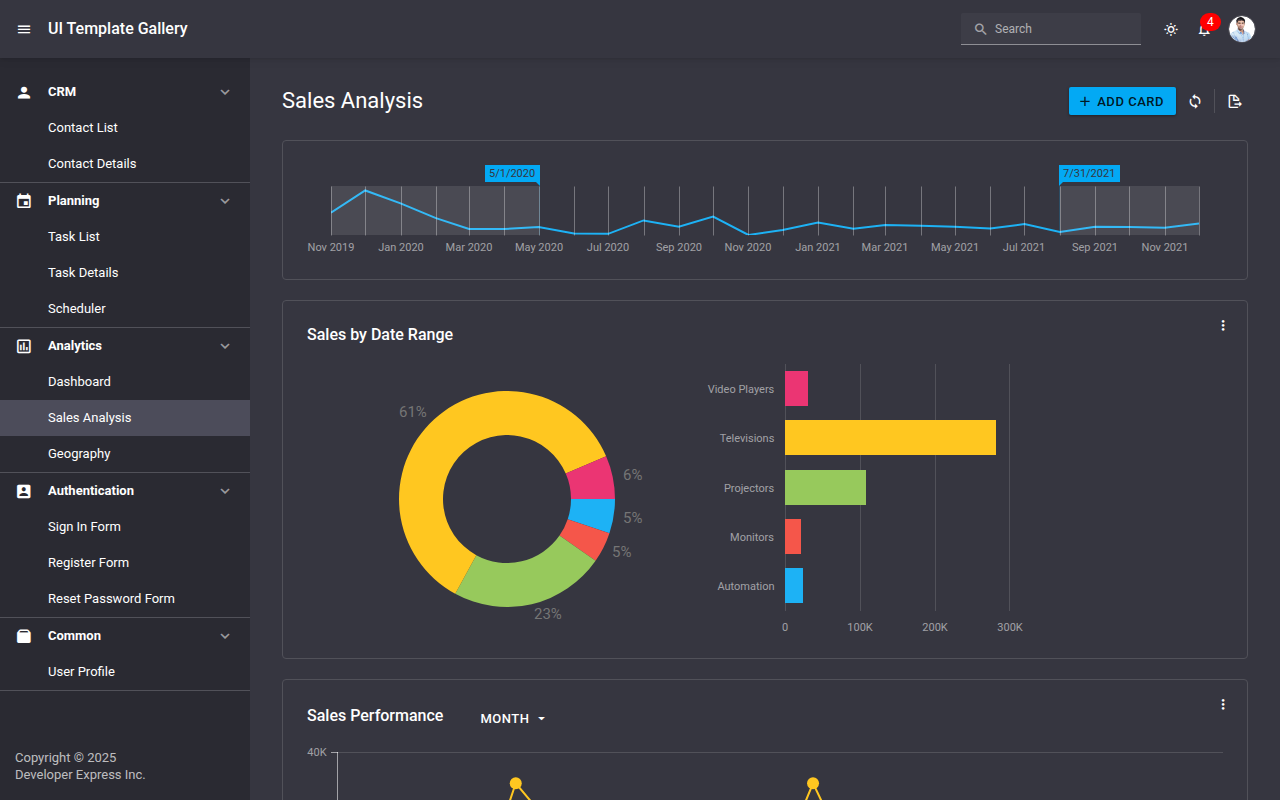 UI Template Gallery
Search
4
CRM
Contact List
Contact Details
Planning
Task List
Task Details
Scheduler
Analytics
Dashboard
Sales Analysis
Geography
Authentication
Sign In Form
Register Form
Reset Password Form
Common
User Profile
Copyright © 2025
Developer Express Inc.
Sales Analysis
+ ADD CARD
5/1/2020 7/31/2021
Nov 2019 Jan 2020 Mar 2020 May 2020 Jul 2020 Sep 2020 Nov 2020 Jan 2021 Mar 2021 May 2021 Jul 2021 Sep 2021 Nov 2021
Sales by Date Range
61%
6%
5%
5%
23%
Video Players
Televisions
Projectors
Monitors
Automation
0 100K 200K 300K
Sales Performance MONTH
40K